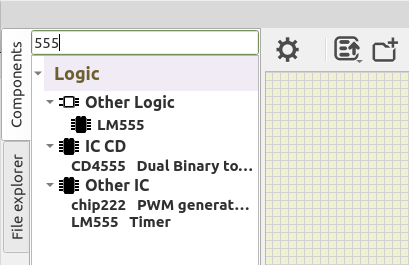 Components
File explorer
555
Logic
Other Logic
LM555
IC CD
CD4555 Dual Binary to...
Other IC
chip222 PWM generat...
LM555 Timer